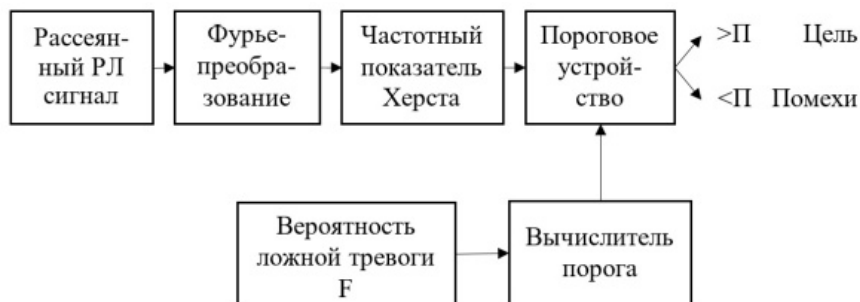 Рассеян-
ный РЛ
сигнал
Фурье-
преобра-
зование
Частотный
показатель
Херста
Пороговое
устрой-
ство
>П Цель
<П Помехи
Вероятность
ложной тревоги
F
Вычислитель
порога